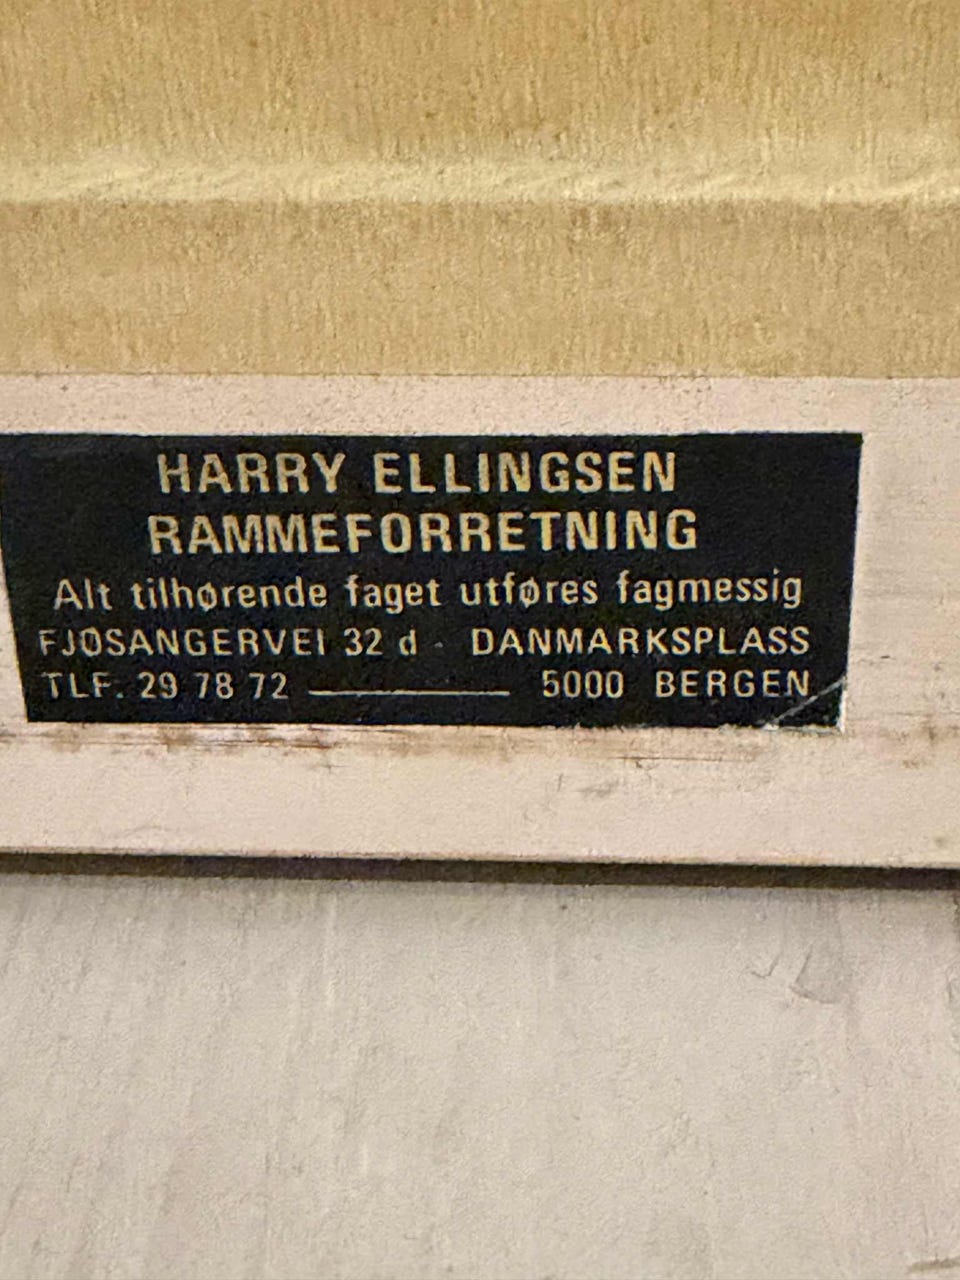 HARRY ELLINGSEN
RAMMEFORRETNING
Alt tilhørende faget utføres fagmessig
FJØSANGERVEI 32 d - DANMARKSPLASS
TLF. 29 78 72 ———— 5000 BERGEN